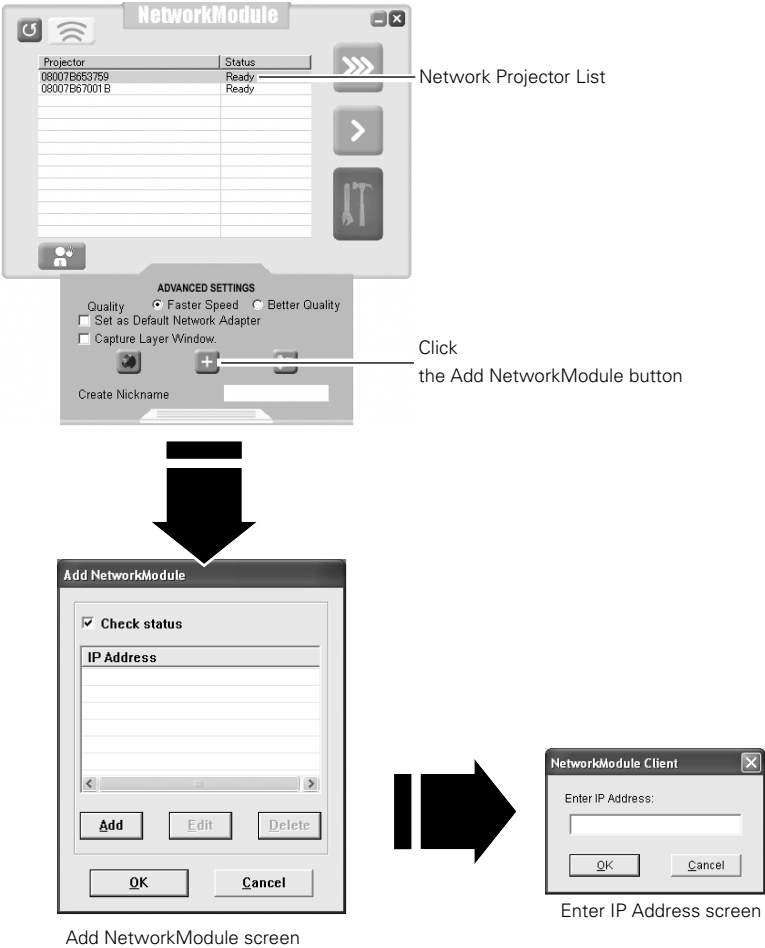 NetworkModule
Projector Status
08007B653759 Ready
08007B67001B Ready
Network Projector List
ADVANCED SETTINGS
Quality Faster Speed Better Quality
Set as Default Network Adapter
Capture Layer Window.
Click
the Add NetworkModule button
Create Nickname
Add NetworkModule
Check status
IP Address
Add Edit Delete
OK Cancel
Add NetworkModule screen
NetworkModule Client
Enter IP Address:
OK Cancel
Enter IP Address screen